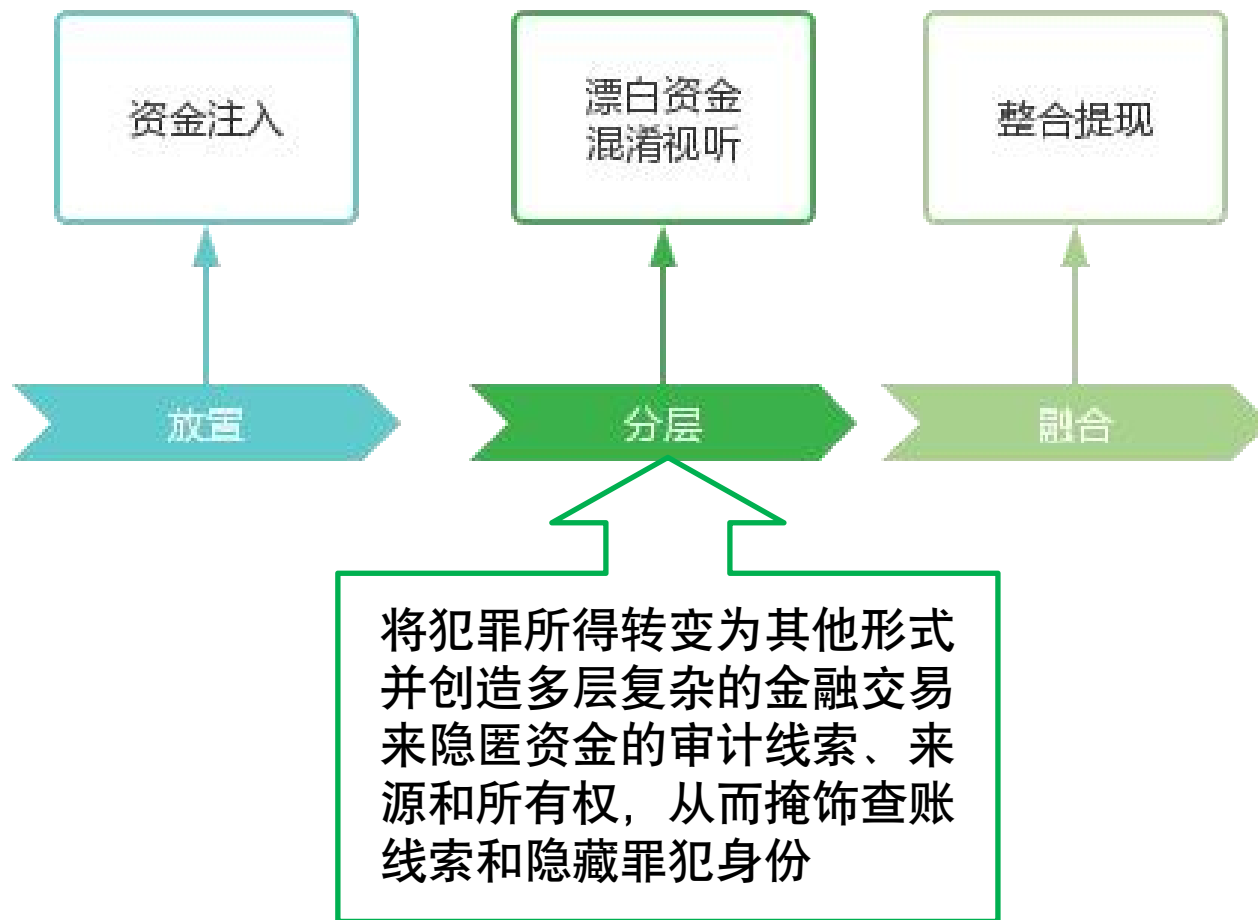 资金注入
漂白资金
混淆视听
整合提现
放置
分层
融合
将犯罪所得转变为其他形式
并创造多层复杂的金融交易
来隐匿资金的审计线索、来
源和所有权，从而掩饰查账
线索和隐藏罪犯身份